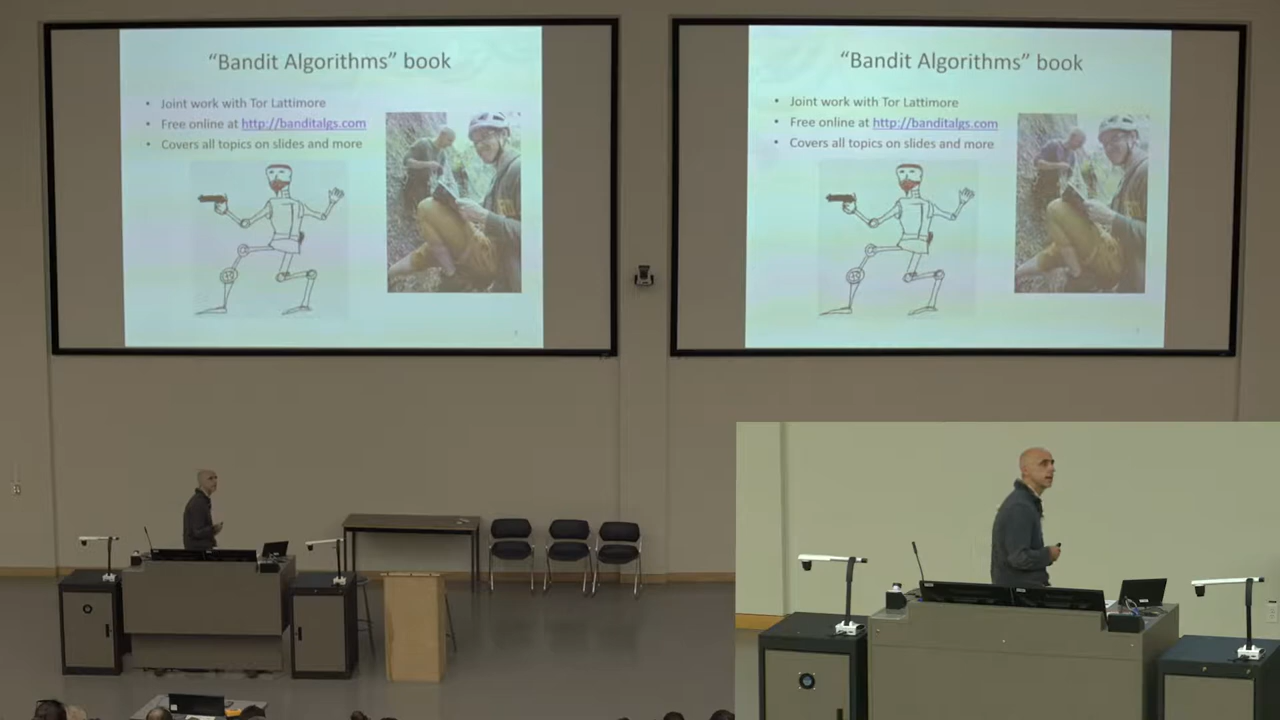 “Bandit Algorithms” book
• Joint work with Tor Lattimore
• Free online at http://banditalgs.com
• Covers all topics on slides and more
“Bandit Algorithms” book
• Joint work with Tor Lattimore
• Free online at http://banditalgs.com
• Covers all topics on slides and more